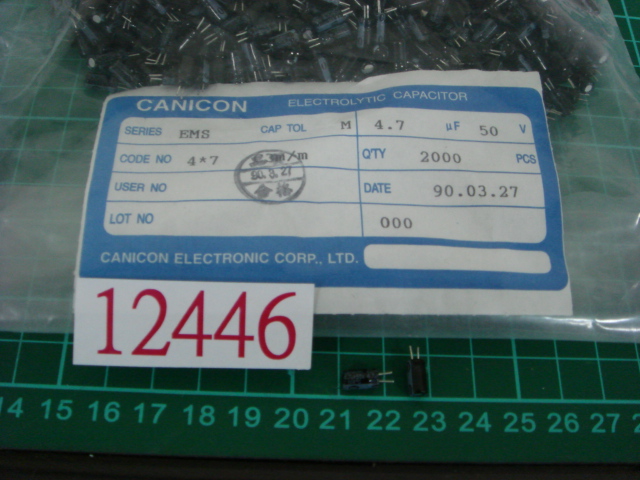 CANICON ELECTROLYTIC CAPACITOR
SERIES EMS CAP TOL M 4.7 µF 50 V
CODE NO 4*7 m/m Q'TY 2000 PCS
90.3.27
合格
USER NO DATE 90.03.27
LOT NO 000
CANICON ELECTRONIC CORP., LTD.
12446
14 15 16 17 18 19 20 21 22 23 24 25 26 27